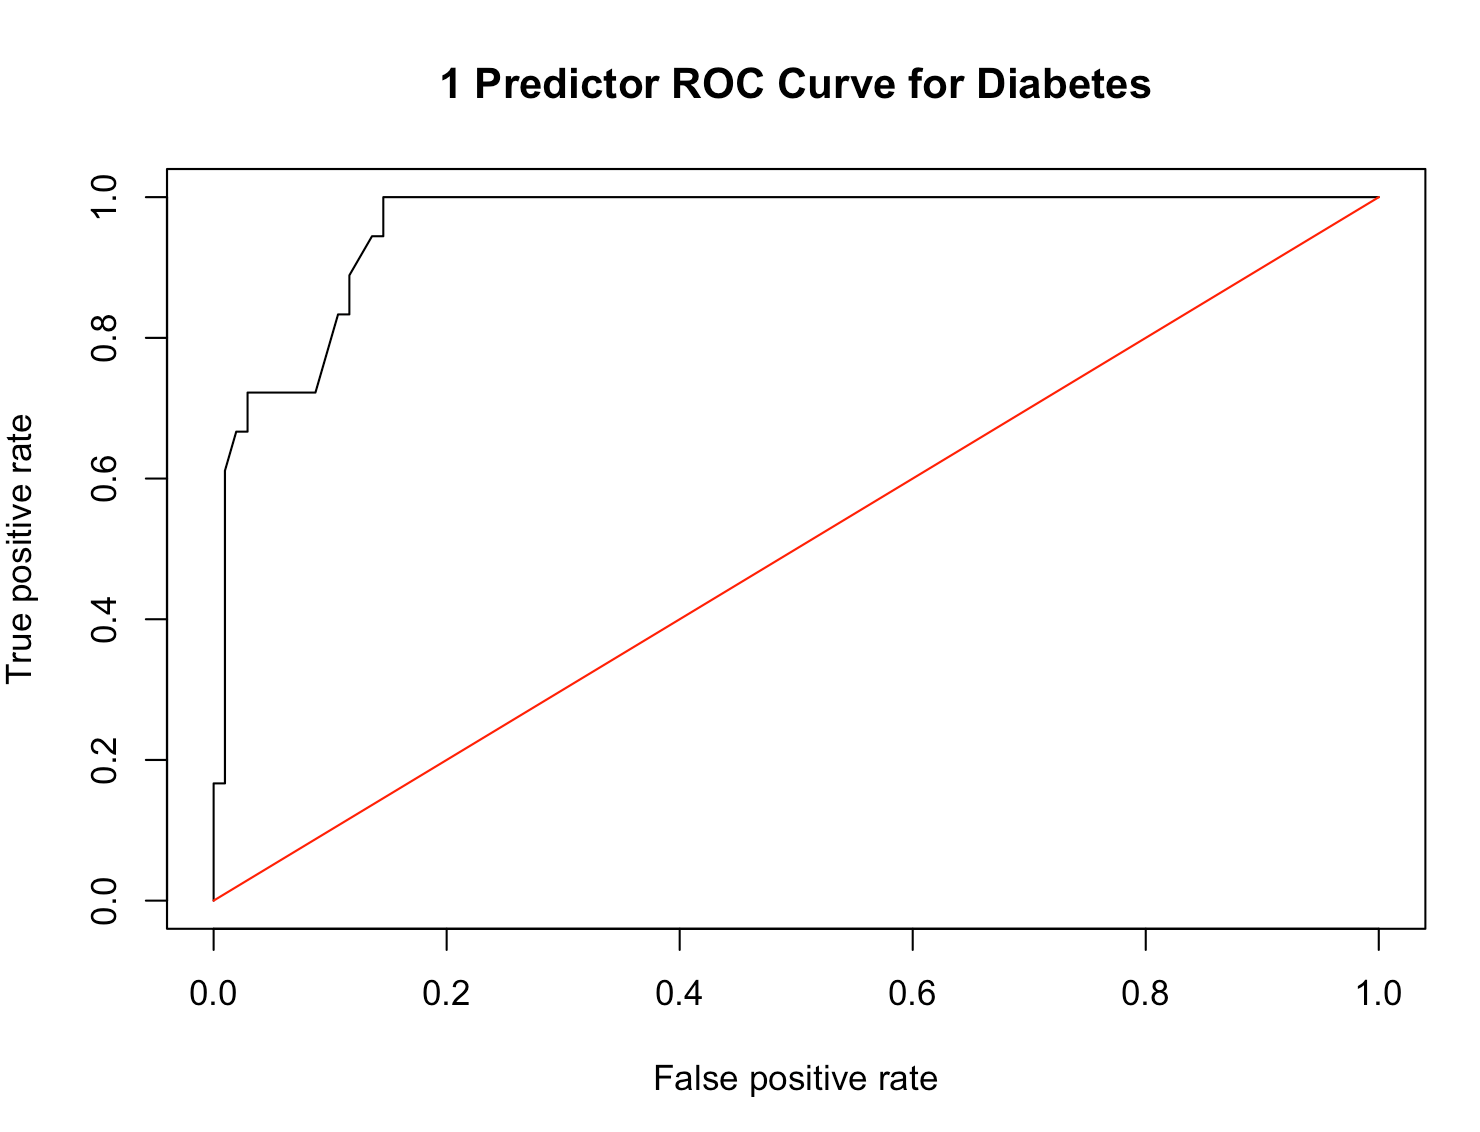 1 Predictor ROC Curve for Diabetes
True positive rate
1.0
0.8
0.6
0.4
0.2
0.0
0.0 0.2 0.4 0.6 0.8 1.0
False positive rate